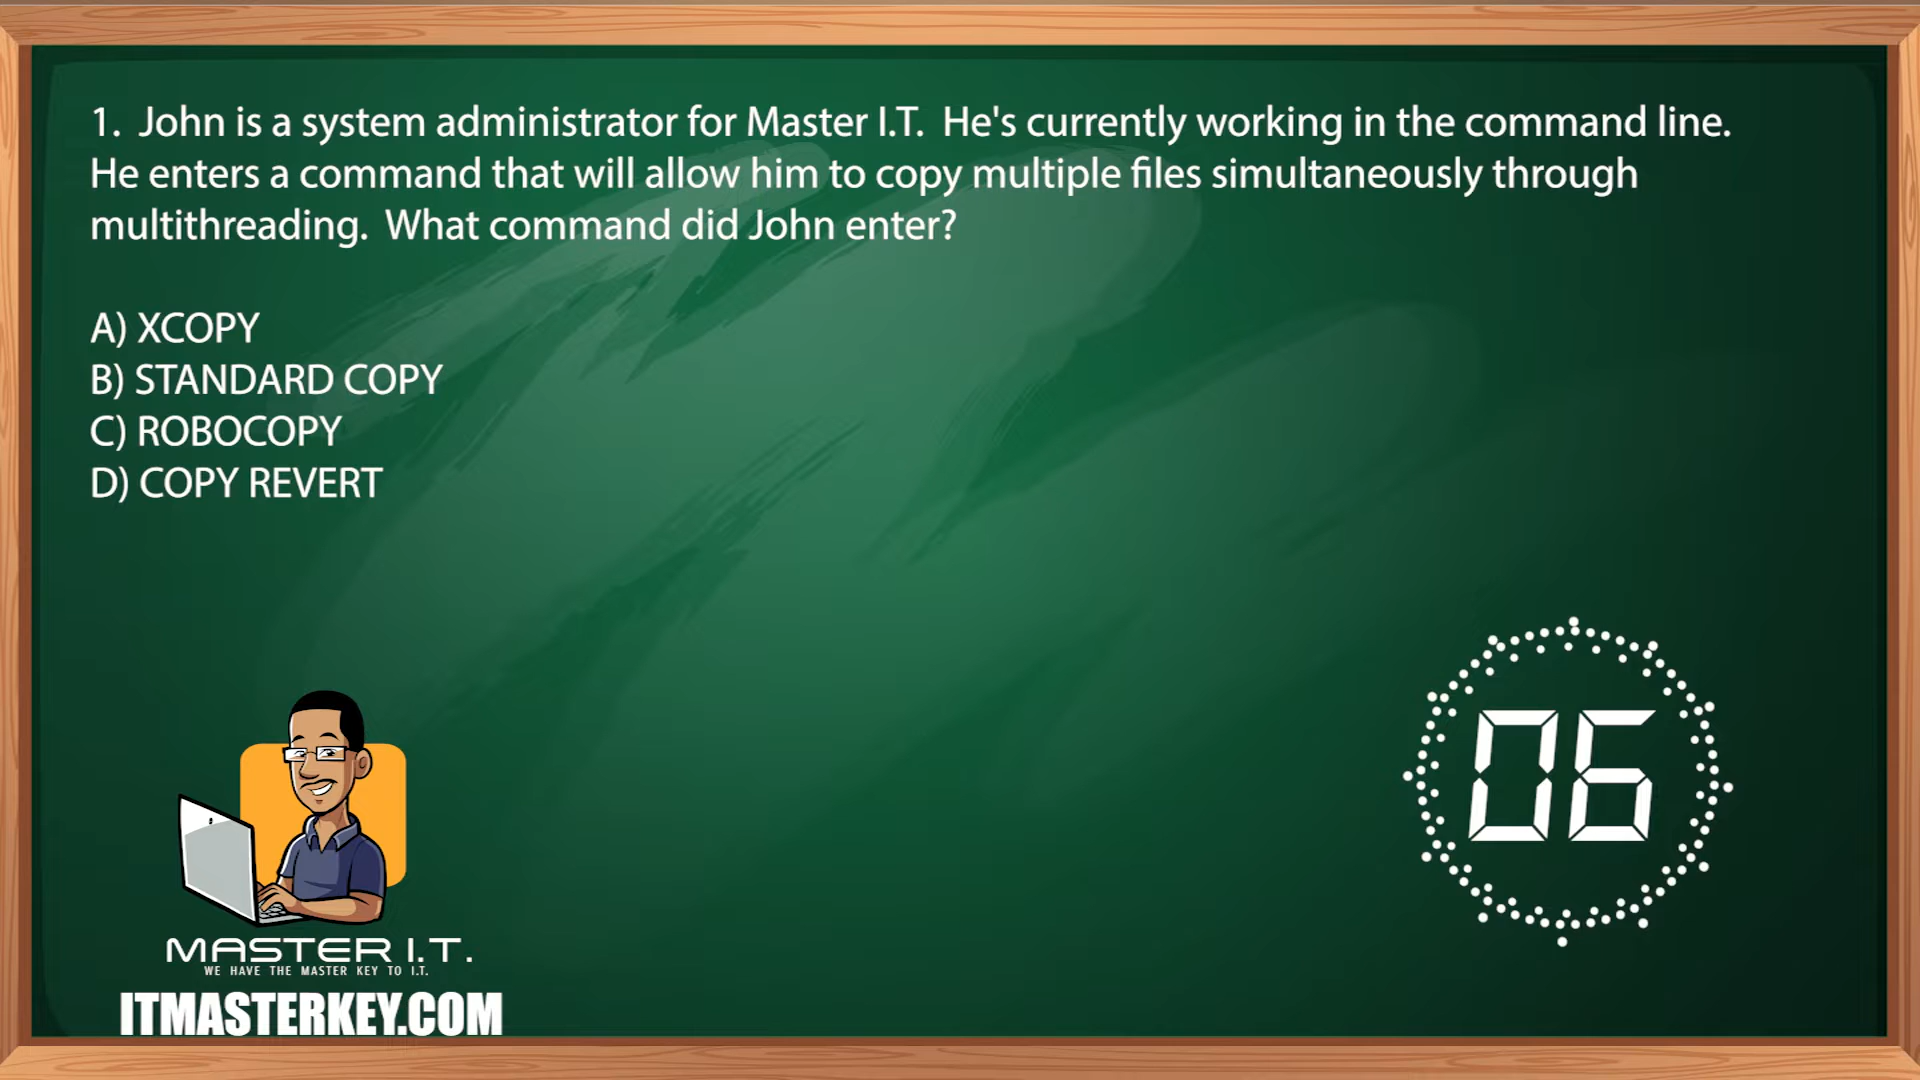 1.  John is a system administrator for Master I.T.  He's currently working in the command line.
He enters a command that will allow him to copy multiple files simultaneously through
multithreading.  What command did John enter?
A) XCOPY
B) STANDARD COPY
C) ROBOCOPY
D) COPY REVERT
06
MASTER I.T.
WE HAVE THE MASTER KEY TO I.T.
ITMASTERKEY.COM